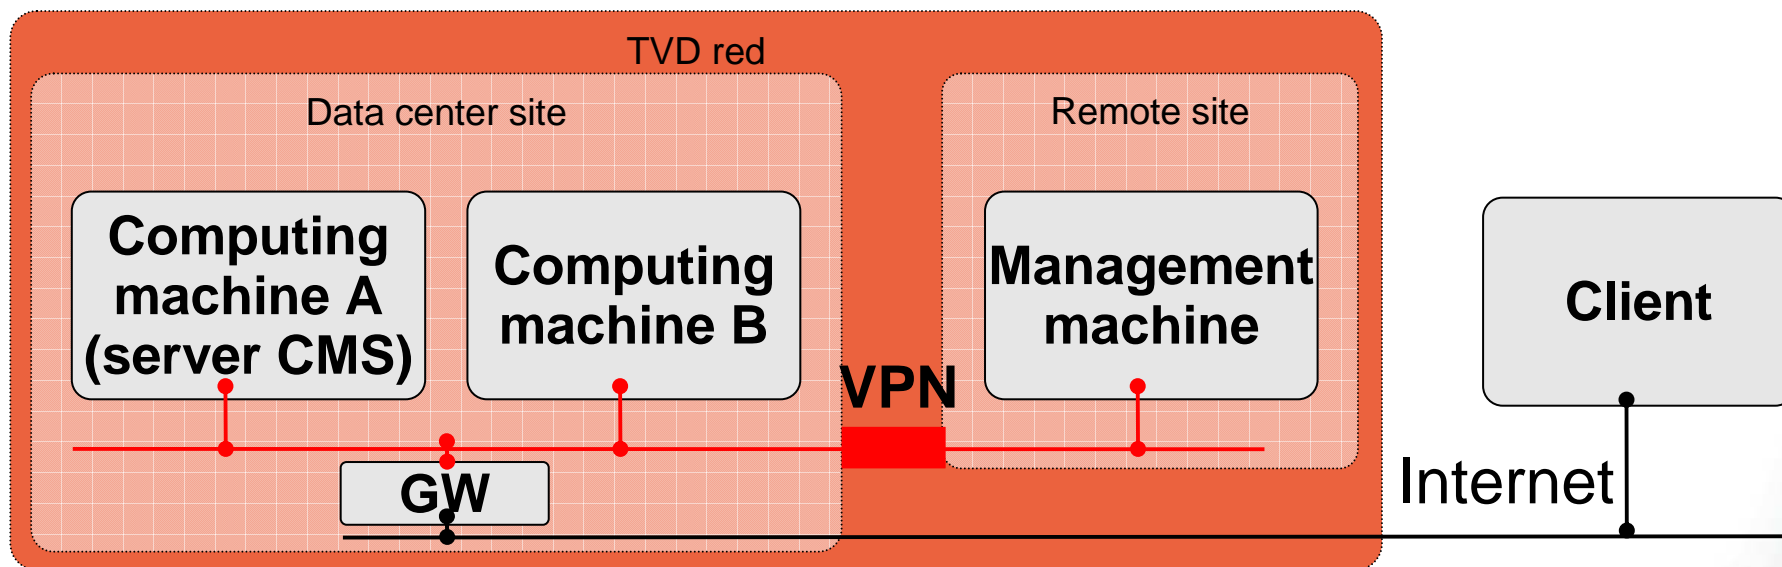 TVD red
Data center site
Remote site
Computing
machine A
(server CMS)
Computing
machine B
Management
machine
Client
VPN
GW
Internet